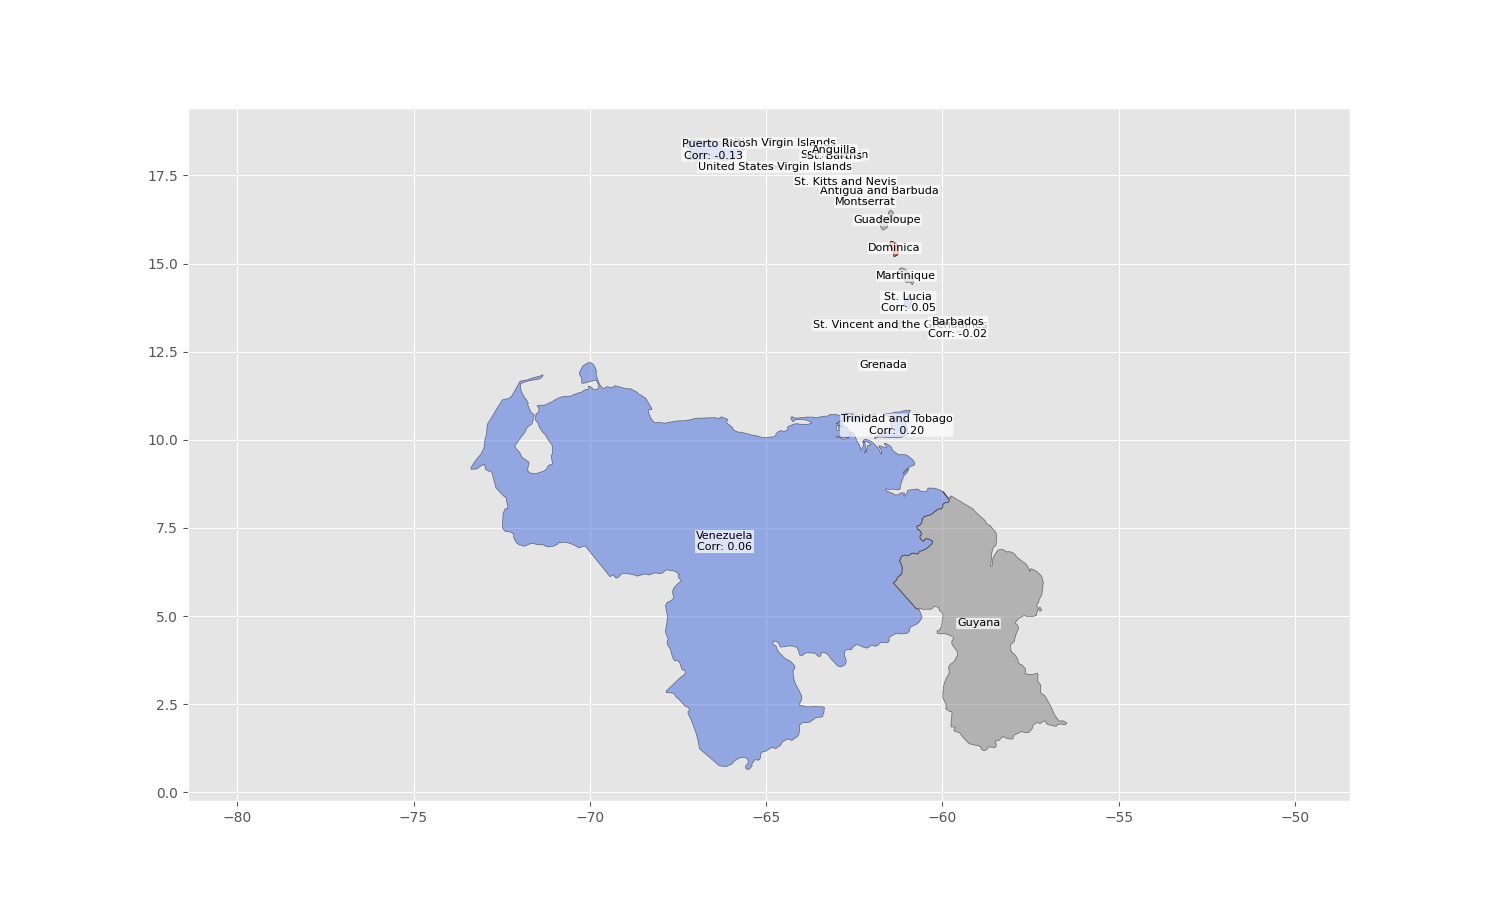 17.5
15.0
12.5
10.0
7.5
5.0
2.5
0.0
Puerto Rico
Corr: -0.13
Virgin Islands
Anguilla
St. Barths
United States Virgin Islands
St. Kitts and Nevis
Antigua and Barbuda
Montserrat
Guadeloupe
Dominica
Martinique
St. Lucia
Corr: 0.05
St. Vincent and the
Barbados
Corr: -0.02
Grenada
Trinidad and Tobago
Corr: 0.20
Venezuela
Corr: 0.06
Guyana
−80
−75
−70
−65
−60
−55
−50